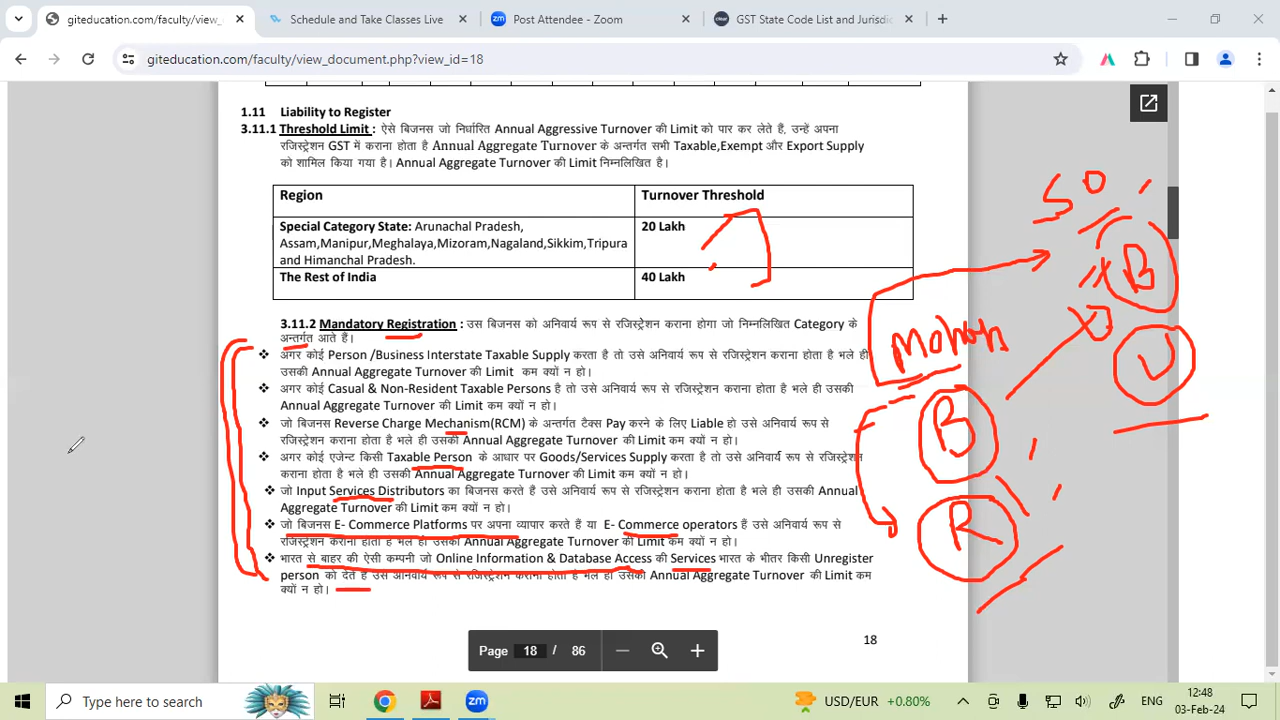 giteducation.com/faculty/view_
Schedule and Take Classes Live
Post Attendee - Zoom
GST State Code List and Jurisdic
giteducation.com/faculty/view_document.php?view_id=18
1.11 Liability to Register
3.11.1 Threshold Limit : ऐसे बिजनस जो निर्धारित Annual Aggressive Turnover की Limit को पार कर लेते हैं, उन्हें अपना
रजिस्ट्रेशन GST में कराना होता है Annual Aggregate Turnover के अन्तर्गत सभी Taxable,Exempt और Export Supply
को शामिल किया गया है। Annual Aggregate Turnover की Limit निम्नलिखित है।
Region Turnover Threshold
Special Category State: Arunachal Pradesh, 20 Lakh
Assam,Manipur,Meghalaya,Mizoram,Nagaland,Sikkim,Tripura
and Himanchal Pradesh.
The Rest of India 40 Lakh
3.11.2 Mandatory Registration : उस बिजनस को अनिवार्य रूप से रजिस्ट्रेशन कराना होगा जो निम्नलिखित Category के
अन्तर्गत आते हैं।
❖ अगर कोई Person /Business Interstate Taxable Supply करता है तो उसे अनिवार्य रूप से रजिस्ट्रेशन कराना होता है भले ही
उसकी Annual Aggregate Turnover की Limit कम क्यों न हो।
❖ अगर कोई Casual & Non-Resident Taxable Persons है तो उसे अनिवार्य रूप से रजिस्ट्रेशन कराना होता है भले ही उसकी
Annual Aggregate Turnover की Limit कम क्यों न हो।
❖ जो बिजनस Reverse Charge Mechanism(RCM) के अन्तर्गत टैक्स Pay करने के लिए Liable हो उसे अनिवार्य रूप से
रजिस्ट्रेशन कराना होता है भले ही उसकी Annual Aggregate Turnover की Limit कम क्यों न हो।
❖ अगर कोई एजेन्ट किसी Taxable Person के आधार पर Goods/Services Supply करता है तो उसे अनिवार्य रूप से रजिस्ट्रेशन
कराना होता है भले ही उसकी Annual Aggregate Turnover की Limit कम क्यों न हो।
❖ जो Input Services Distributors का बिजनस करते हैं उसे अनिवार्य रूप से रजिस्ट्रेशन कराना होता है भले ही उसकी Annual
Aggregate Turnover की Limit कम क्यों न हो।
❖ जो बिजनस E- Commerce Platforms पर अपना व्यापार करते हैं या E- Commerce operators हैं उसे अनिवार्य रूप से
रजिस्ट्रेशन कराना होता है भले ही उसकी Annual Aggregate Turnover की Limit कम क्यों न हो।
❖ भारत से बाहर की ऐसी कम्पनी जो Online Information & Database Access की Services भारत के भीतर किसी Unregister
person को देते हैं उसे अनिवार्य रूप से रजिस्ट्रेशन कराना होता है भले ही उसकी Annual Aggregate Turnover की Limit कम
क्यों न हो।
50
B
Mohan
U
B
R
18
Page 18 / 86
Type here to search
USD/EUR +0.80%
ENG
12:48
03-Feb-24